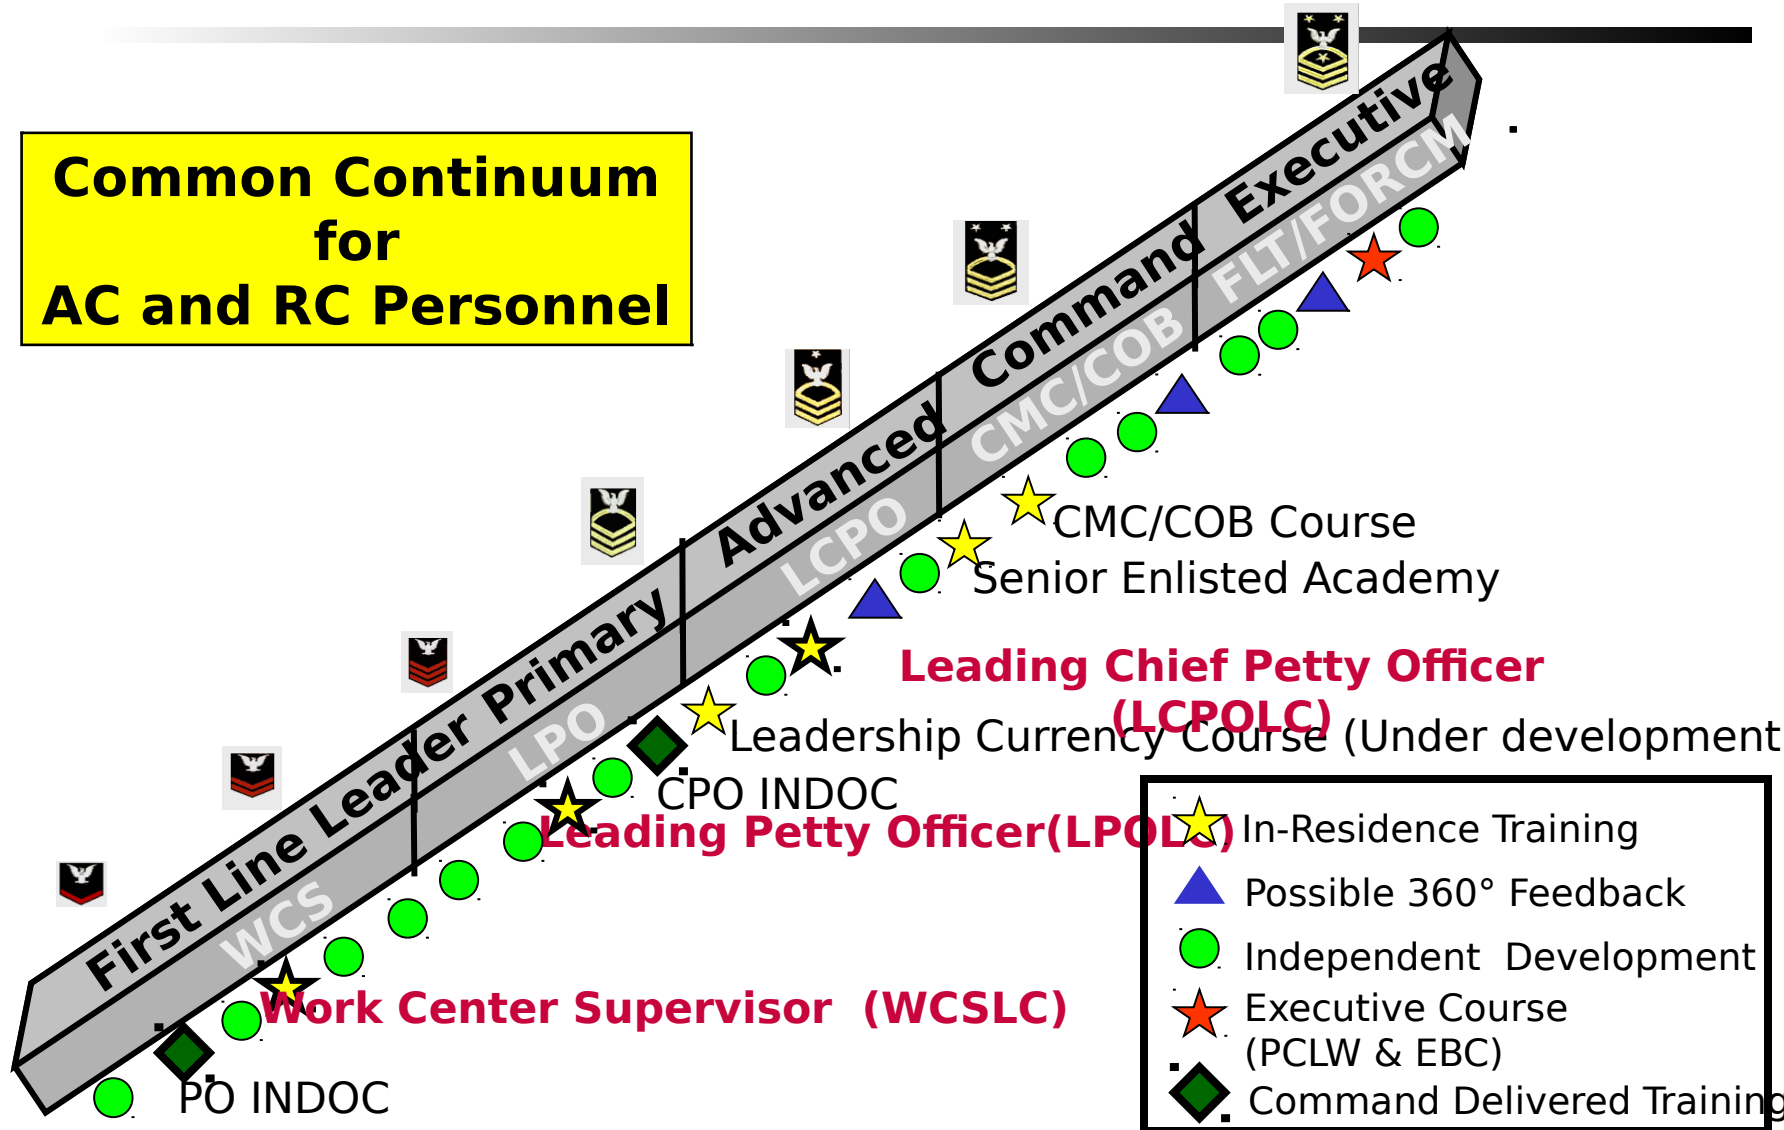 Common Continuum
for
AC and RC Personnel
Executive
FLT/FORCM
Command
CMC/COB
Advanced
LCPO
Primary
LPO
First Line Leader
WCS
CMC/COB Course
Senior Enlisted Academy
Leading Chief Petty Officer
(LCPOLC)
Leadership Currency Course (Under development
CPO INDOC
Leading Petty Officer(LPOLC)
Work Center Supervisor (WCSLC)
PO INDOC
In-Residence Training
Possible 360° Feedback
Independent Development
Executive Course
(PCLW & EBC)
Command Delivered Training